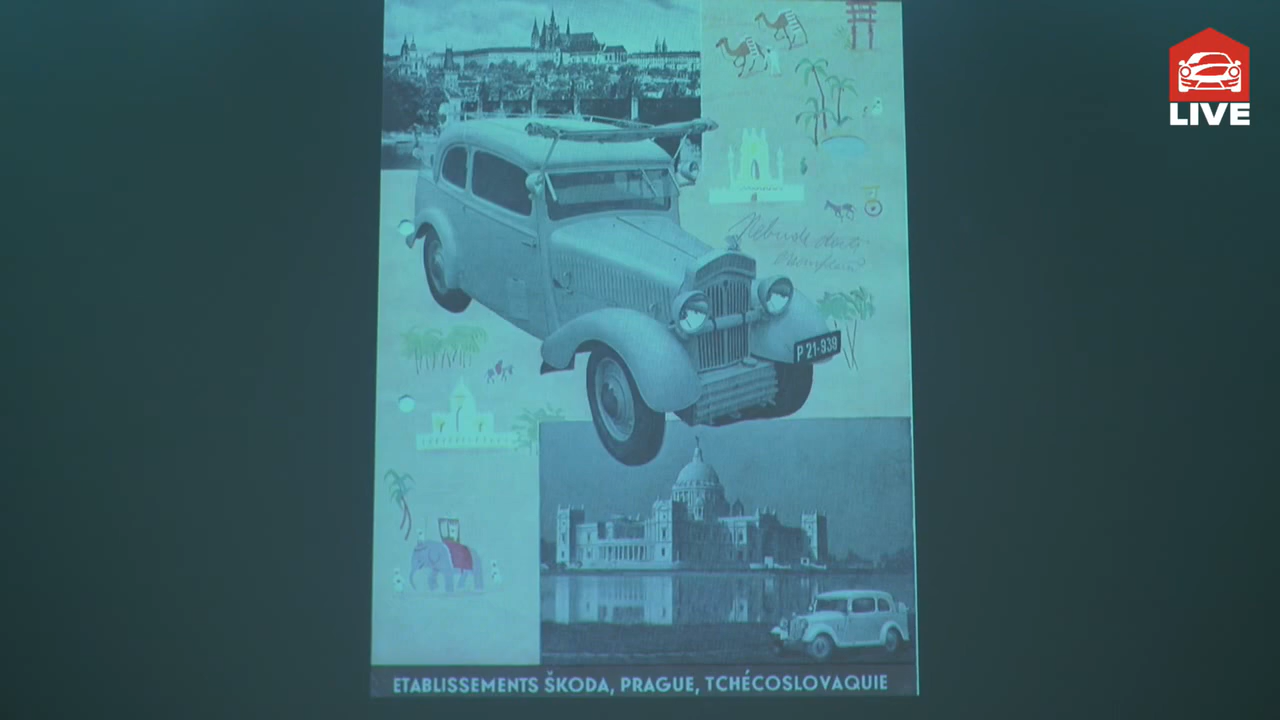 LIVE
P 21-939
ETABLISSEMENTS ŠKODA, PRAGUE, TCHÉCOSLOVAQUIE